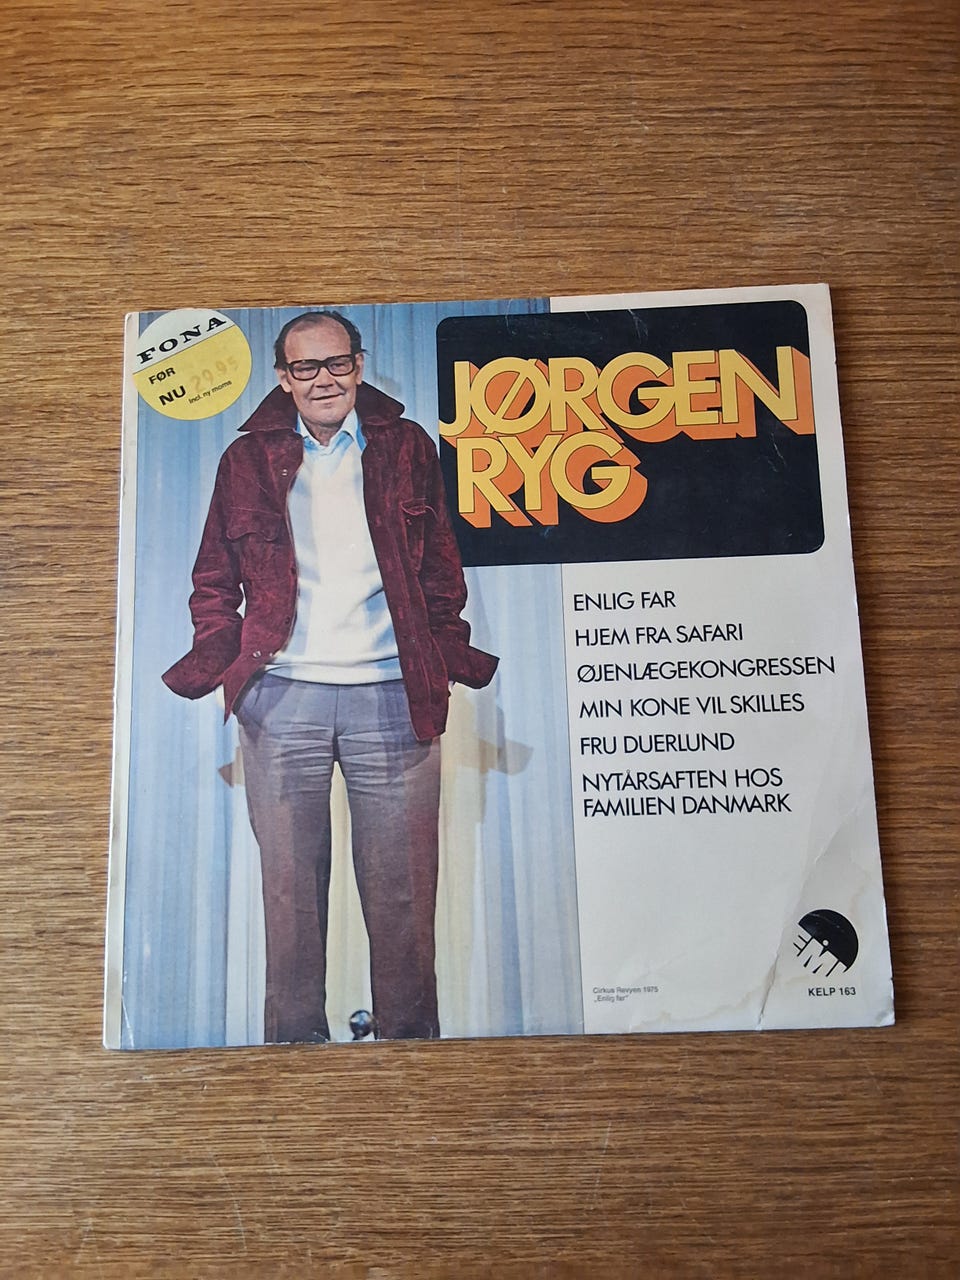 FONA
FØR
NU 29.95
incl. ny moms
JØRGEN
RYG
ENLIG FAR
HJEM FRA SAFARI
ØJENLÆGEKONGRESSEN
MIN KONE VIL SKILLES
FRU DUERLUND
NYTÅRSAFTEN HOS
FAMILIEN DANMARK
EMI
Cirkus Revyen 1975
„Enlig far"
KELP 163